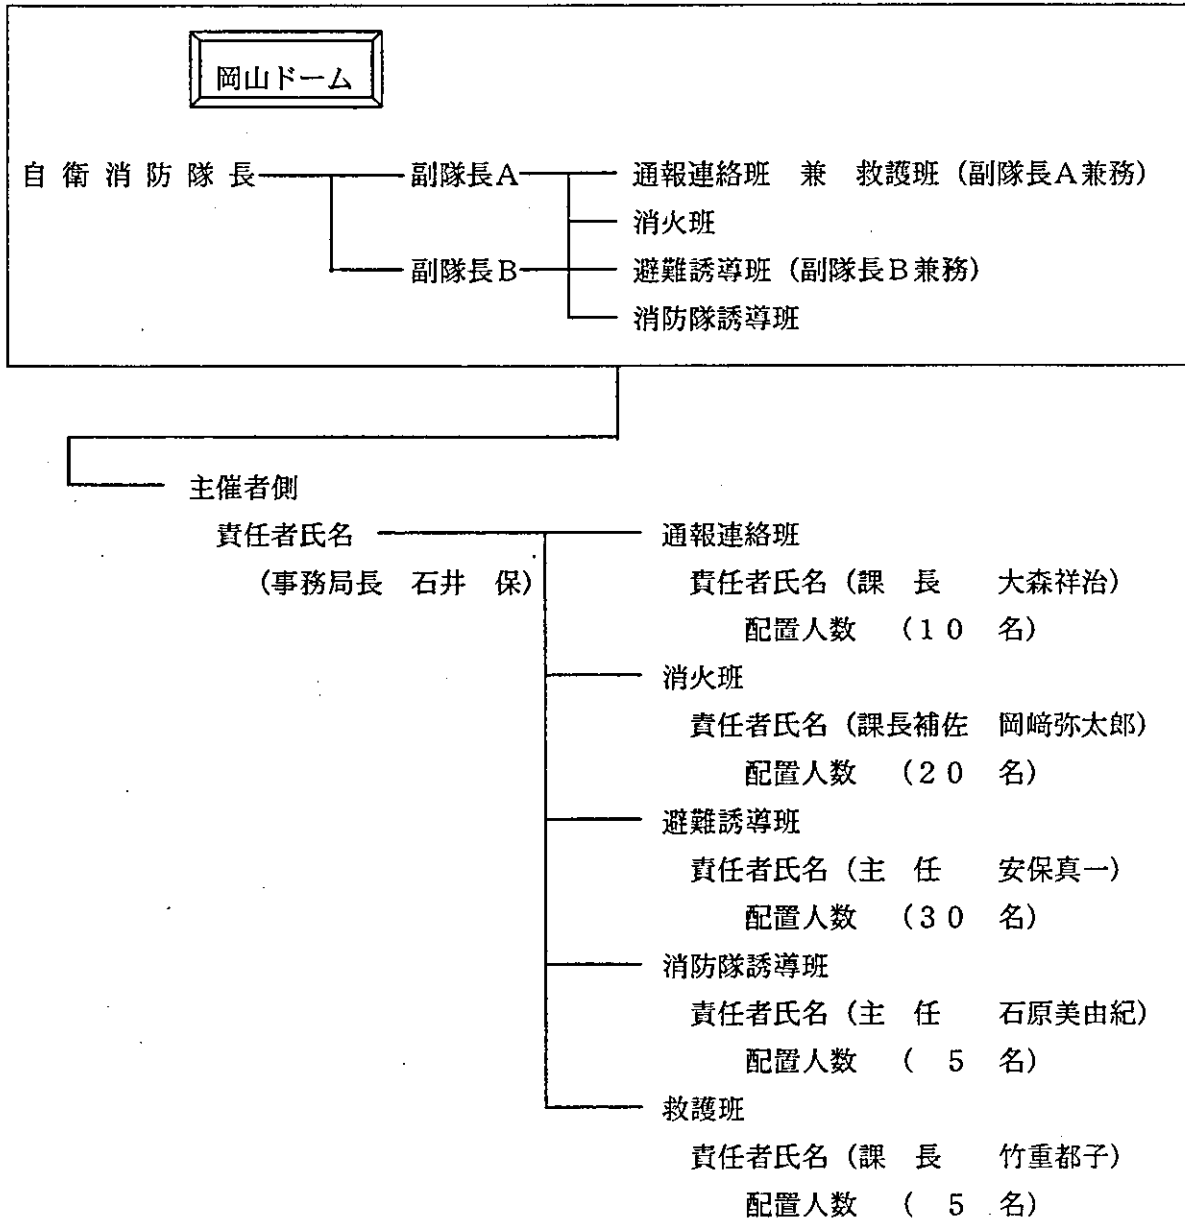 岡山ドーム
自衛消防隊長 副隊長A 通報連絡班 兼 救護班（副隊長A兼務）
消火班
副隊長B 避難誘導班（副隊長B兼務）
消防隊誘導班
主催者側
責任者氏名 通報連絡班
（事務局長 石井 保） 責任者氏名（課 長 大森祥治）
配置人数 （10 名）
消火班
責任者氏名（課長補佐 岡﨑弥太郎）
配置人数 （20 名）
避難誘導班
責任者氏名（主 任 安保真一）
配置人数 （30 名）
消防隊誘導班
責任者氏名（主 任 石原美由紀）
配置人数 （ 5 名）
救護班
責任者氏名（課 長 竹重都子）
配置人数 （ 5 名）